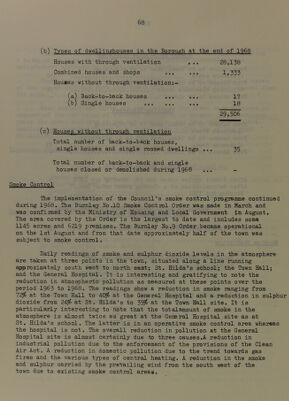 68
(b) Types of dwellinghouses in the Borough at the end of 1968
Houses with through ventilation ... 28,138
Combined houses and shops ... ... 1,333
Houses without through ventilation:-
(a) Back-to-back houses ... ... 17
(b) Single houses ... ... ... 18
29,506
(c) Houses without through ventilation
Total number of back-to-back houses,
single houses and single roomed dwellings ... 35
Total number of back-to-back and single
houses closed or demolished during 1968 ... -
Smoke Control
The implementation of the Council's smoke control programme continued
during 1968. The Burnley No.10 Smoke Control Order was made in March and
was confirmed by the Ministry of Housing and Local Government in August.
The area covered by the Order is the largest to date and includes some
1145 acres and 6219 premises. The Burnley No.9 Order became operational
on the 1st August and from that date approximately half of the town was
subject to smoke control.
Daily readings of smoke and sulphur dioxide levels in the atmosphere
are taken at three points in the town, situated along a line running
approximately south west to north east; St. Hilda's school; the Town Hall;
and the General Hospital. It is interesting and gratifying to note the
reduction in atmospheric pollution as measured at these points over the
period 1963 to 1968. The readings show a reduction in smoke ranging from
72% at the Town Hall to 40% at the General Hospital and a reduction in sulphur
dioxide from 24% at St. Hilda's to 39% at the Town Hall site. It is
particularly interesting to note that the total amount of smoke in the
atmosphere is almost twice as great at the General Hospital site as at
St. Hilda's school. The latter is in an operative smoke control area whereas
the hospital is not. The overall reduction in pollution at the General
Hospital site is almost certainly due to three causes. A reduction in
industrial pollution due to the enforcement of the provisions of the Clean
Air Act. A reduction in domestic pollution due to the trend towards gas
fires and the various types of central heating. A reduction in the smoke
and sulphur carried by the prevailing wind from the south west of the
town due to existing smoke control areas.